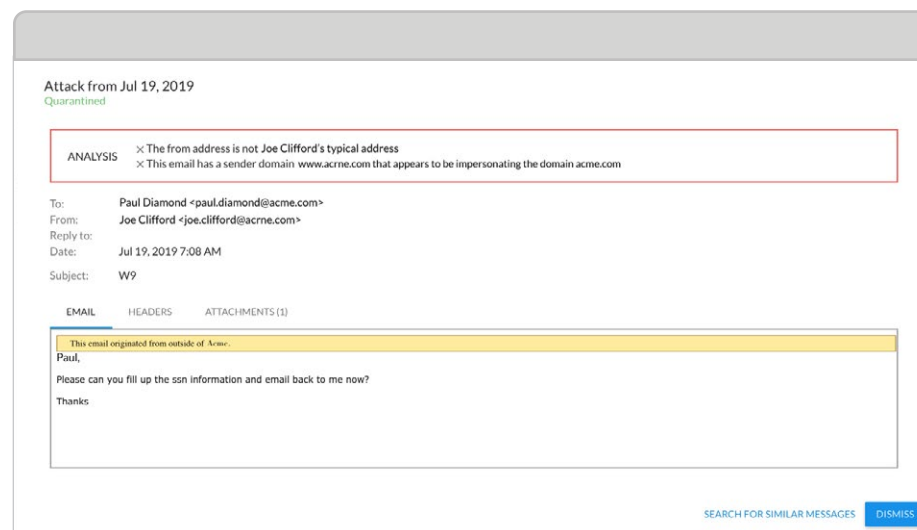 Attack from Jul 19, 2019
Quarantined
ANALYSIS
× The from address is not Joe Clifford's typical address
× This email has a sender domain www.acrne.com that appears to be impersonating the domain acme.com
To: Paul Diamond <paul.diamond@acme.com>
From: Joe Clifford <joe.clifford@acrne.com>
Reply to:
Date: Jul 19, 2019 7:08 AM
Subject: W9
EMAIL HEADERS ATTACHMENTS (1)
This email originated from outside of Acme.
Paul,
Please can you fill up the ssn information and email back to me now?
Thanks
SEARCH FOR SIMILAR MESSAGES DISMISS